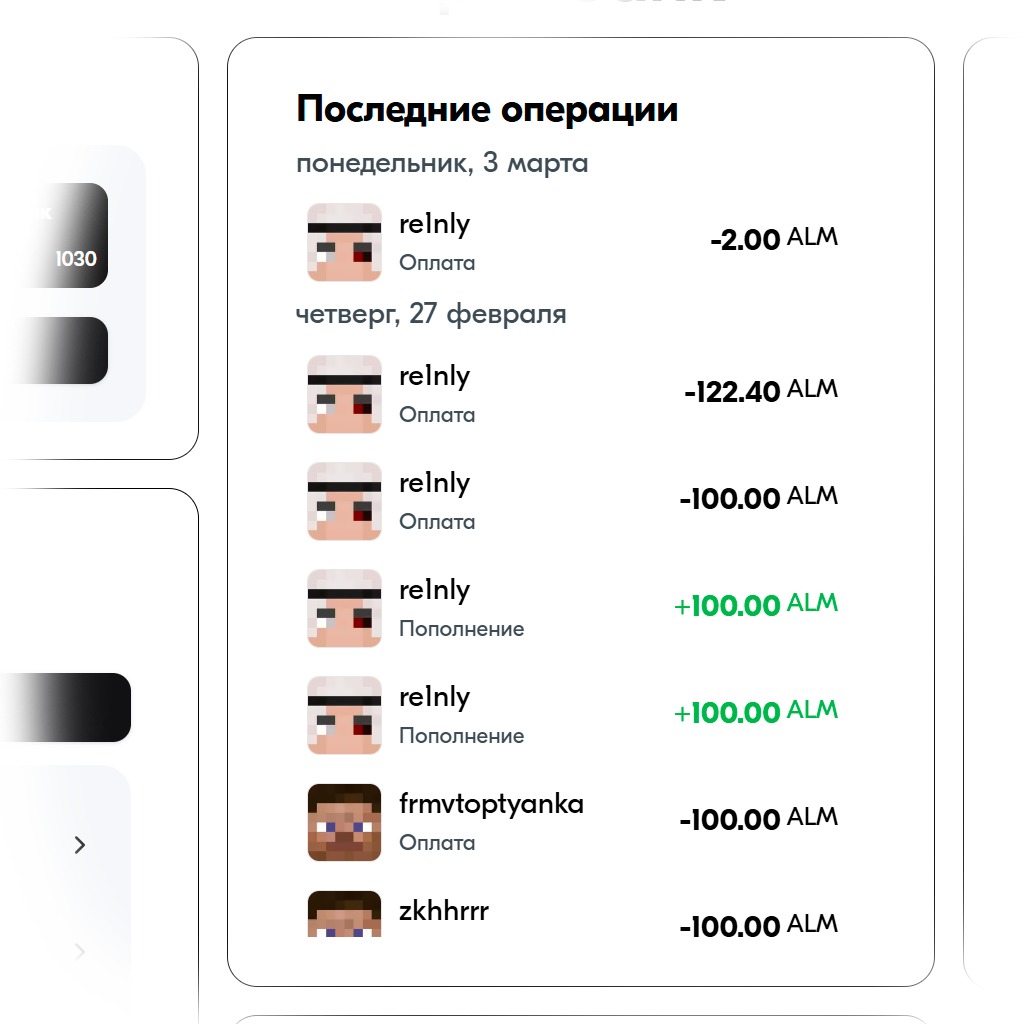 1030
Последние операции
понедельник, 3 марта
re1nly
Оплата
-2.00 ALM
четверг, 27 февраля
re1nly
Оплата
-122.40 ALM
re1nly
Оплата
-100.00 ALM
re1nly
Пополнение
+100.00 ALM
re1nly
Пополнение
+100.00 ALM
frmvtoptyanka
Оплата
-100.00 ALM
zkhhrrr
-100.00 ALM